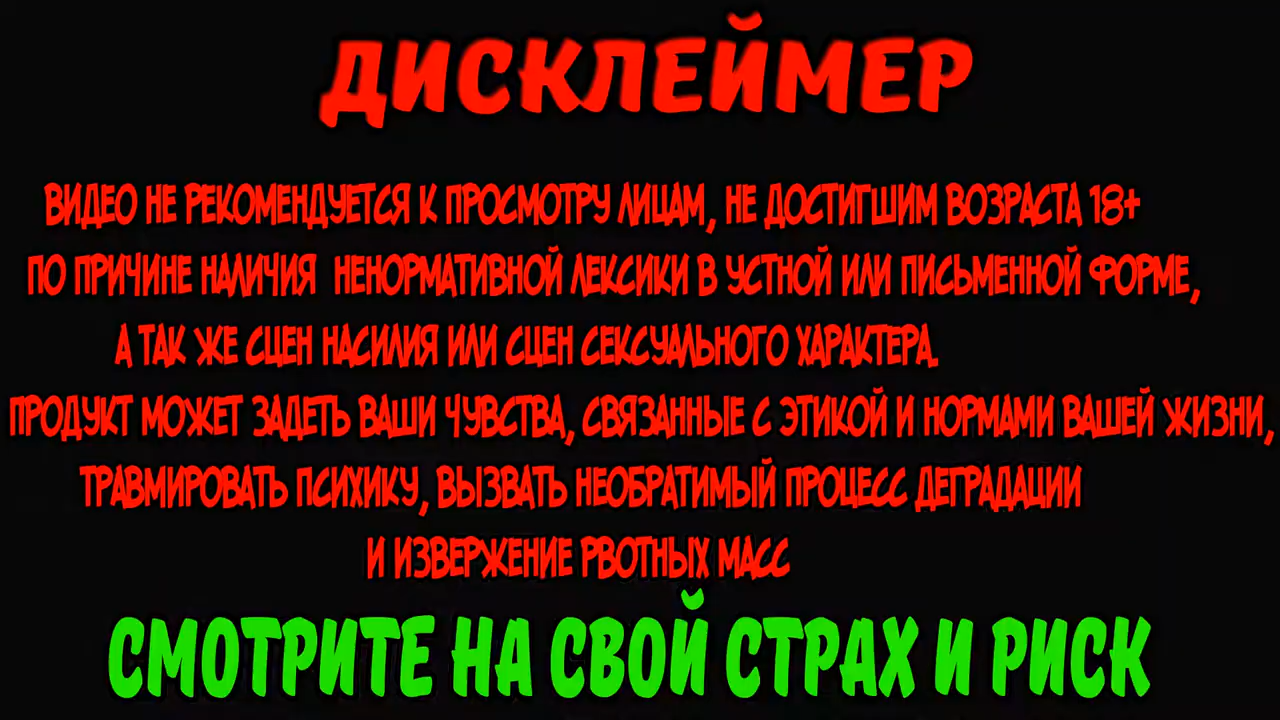 ДИСКЛЕЙМЕР
ВИДЕО НЕ РЕКОМЕНДУЕТСЯ К ПРОСМОТРУ ЛИЦАМ, НЕ ДОСТИГШИМ ВОЗРАСТА 18+
ПО ПРИЧИНЕ НАЛИЧИЯ НЕНОРМАТИВНОЙ ЛЕКСИКИ В УСТНОЙ ИЛИ ПИСЬМЕННОЙ ФОРМЕ,
А ТАК ЖЕ СЦЕН НАСИЛИЯ ИЛИ СЦЕН СЕКСУАЛЬНОГО ХАРАКТЕРА.
ПРОДУКТ МОЖЕТ ЗАДЕТЬ ВАШИ ЧУВСТВА, СВЯЗАННЫЕ С ЭТИКОЙ И НОРМАМИ ВАШЕЙ ЖИЗНИ,
ТРАВМИРОВАТЬ ПСИХИКУ, ВЫЗВАТЬ НЕОБРАТИМЫЙ ПРОЦЕСС ДЕГРАДАЦИИ
И ИЗВЕРЖЕНИЕ РВОТНЫХ МАСС
СМОТРИТЕ НА СВОЙ СТРАХ И РИСК